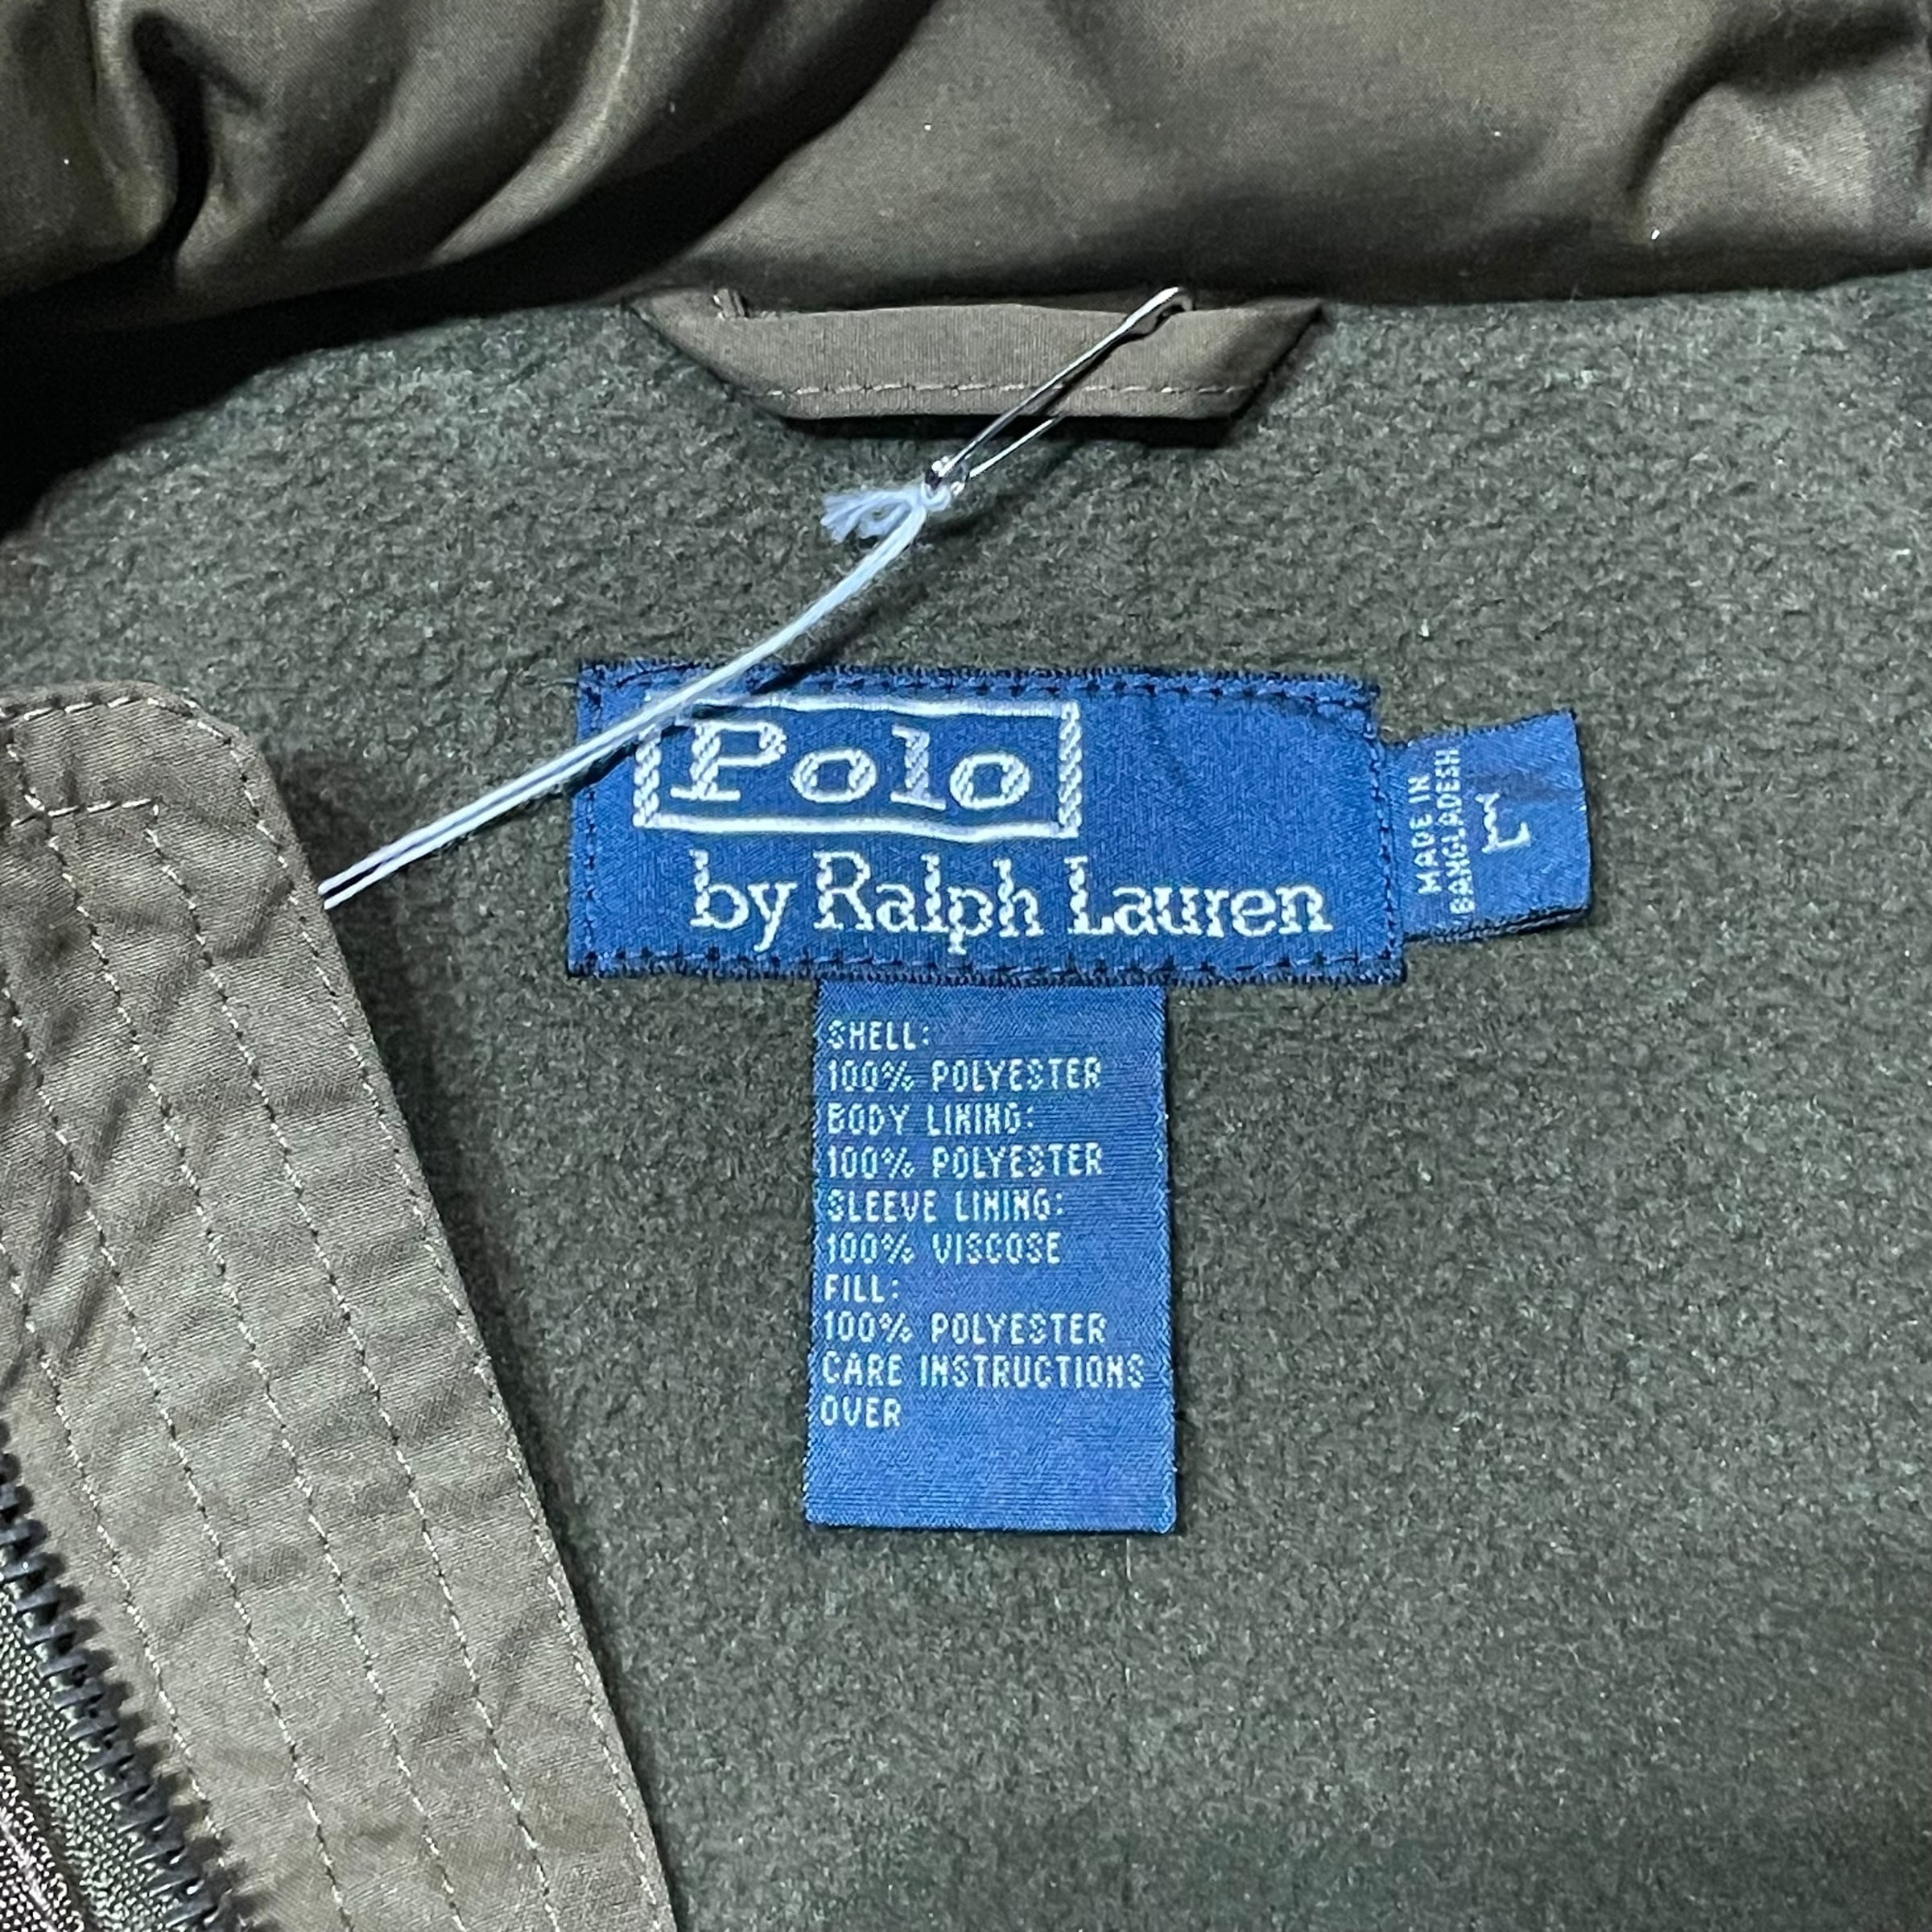 Polo
by Ralph Lauren
MADE IN
BANGLADESH
L
SHELL:
100% POLYESTER
BODY LINING:
100% POLYESTER
SLEEVE LINING:
100% VISCOSE
FILL:
100% POLYESTER
CARE INSTRUCTIONS
OVER